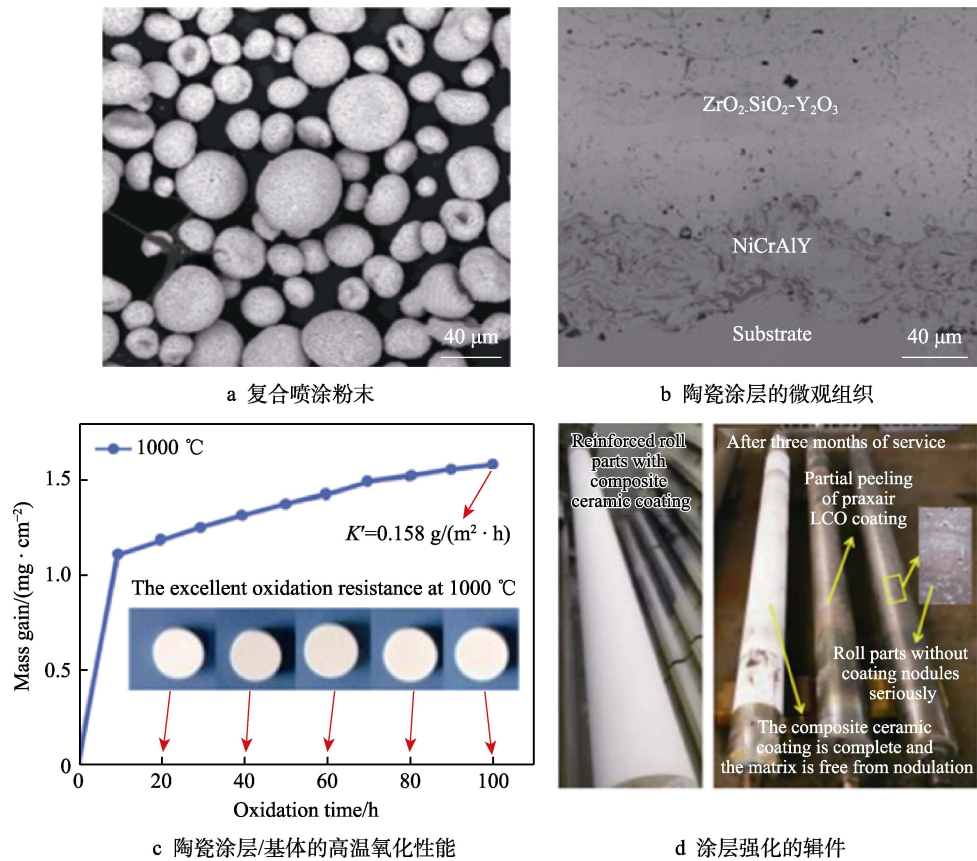 40 μm
ZrO₂-SiO₂-Y₂O₃
NiCrAlY
Substrate
40 μm
a 复合喷涂粉末
b 陶瓷涂层的微观组织
1000 ℃
K′=0.158 g/(m² · h)
The excellent oxidation resistance at 1000 ℃
Mass gain/(mg · cm⁻²)
1.5
1.0
0.5
0
0
20
40
60
80
100
Oxidation time/h
c 陶瓷涂层/基体的高温氧化性能
Reinforced roll
parts with
composite
ceramic coating
After three months of service
Partial peeling
of praxair
LCO coating
Roll parts without
coating nodules
seriously
The composite ceramic
coating is complete and
the matrix is free from nodulation
d 涂层强化的辑件